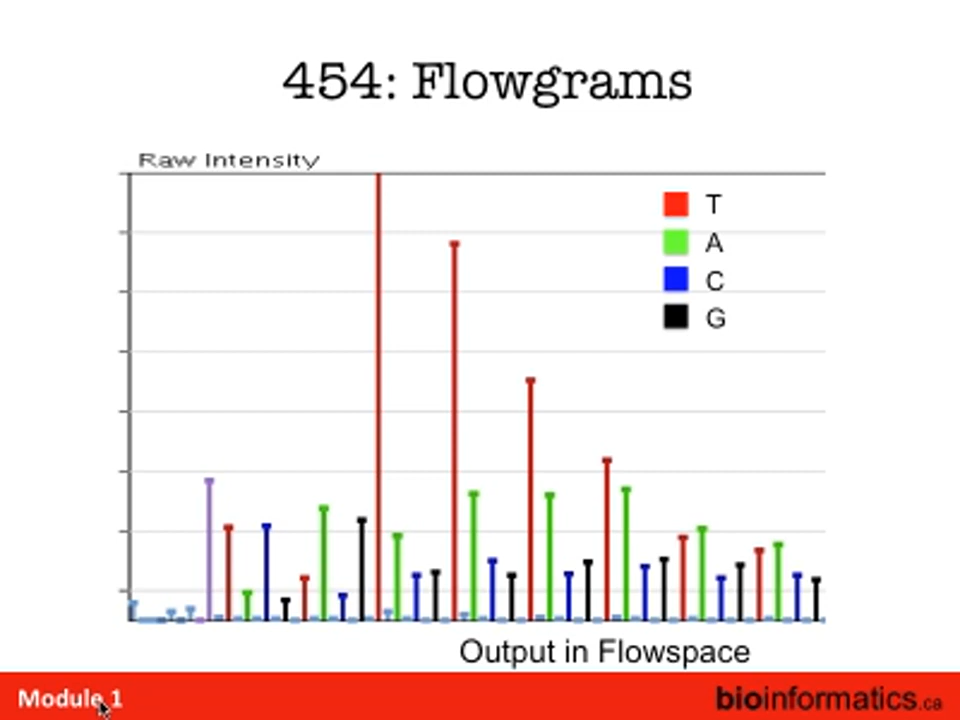 454: Flowgrams
Raw Intensity
T
A
C
G
Output in Flowspace
Module 1
bioinformatics.ca